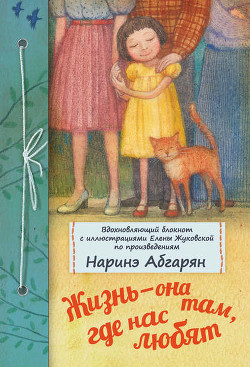 Вдохновляющий блокнот
с иллюстрациями Елены Жуковской
по произведениям
Наринэ Абгарян
Жизнь – она там,
где нас любят